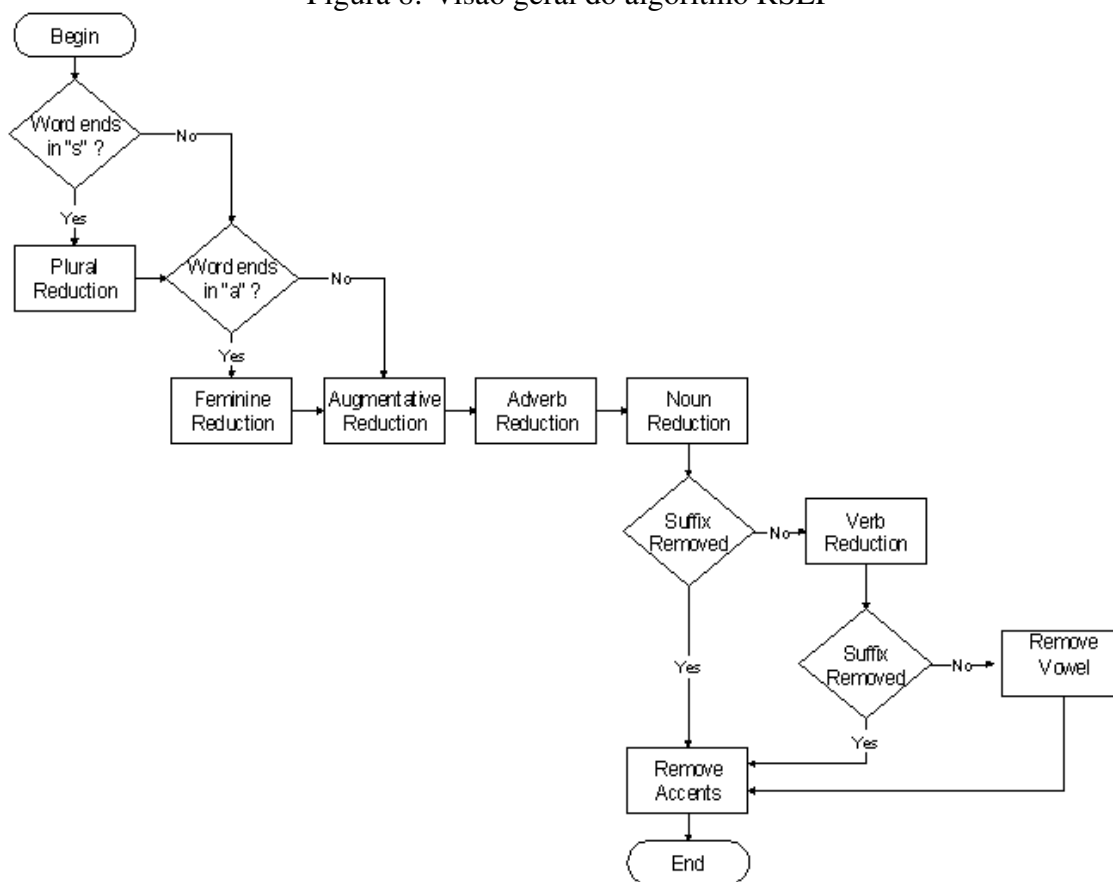 Figura 8: Visão geral do algoritmo RSLP
Begin
Word ends
in "s" ?
No
Yes
Plural
Reduction
Word ends
in "a" ?
No
Yes
Feminine
Reduction
Augmentative
Reduction
Adverb
Reduction
Noun
Reduction
Suffix
Removed
No
Verb
Reduction
Yes
Suffix
Removed
No
Remove
Vowel
Yes
Remove
Accents
End